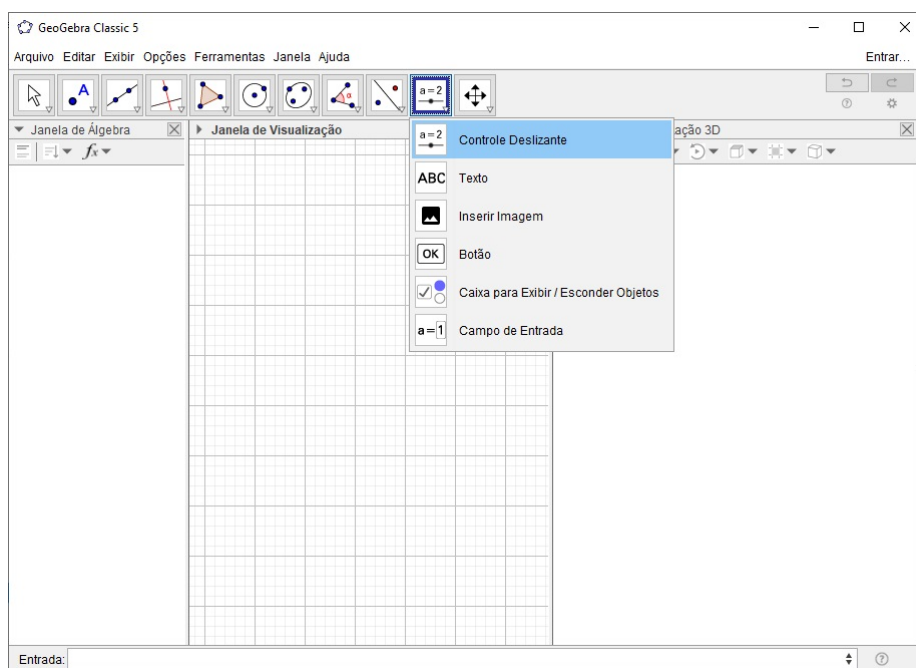 GeoGebra Classic 5
Arquivo Editar Exibir Opções Ferramentas Janela Ajuda Entrar...
A α a=2
Janela de Álgebra Janela de Visualização ação 3D
fx
a=2 Controle Deslizante
ABC Texto
Inserir Imagem
OK Botão
Caixa para Exibir / Esconder Objetos
a=1 Campo de Entrada
Entrada: